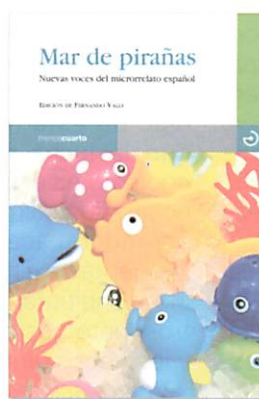 Mar de pirañas
Nuevas voces del microrrelato español
EDICIÓN DE FERNANDO VALLS
menoscuarto